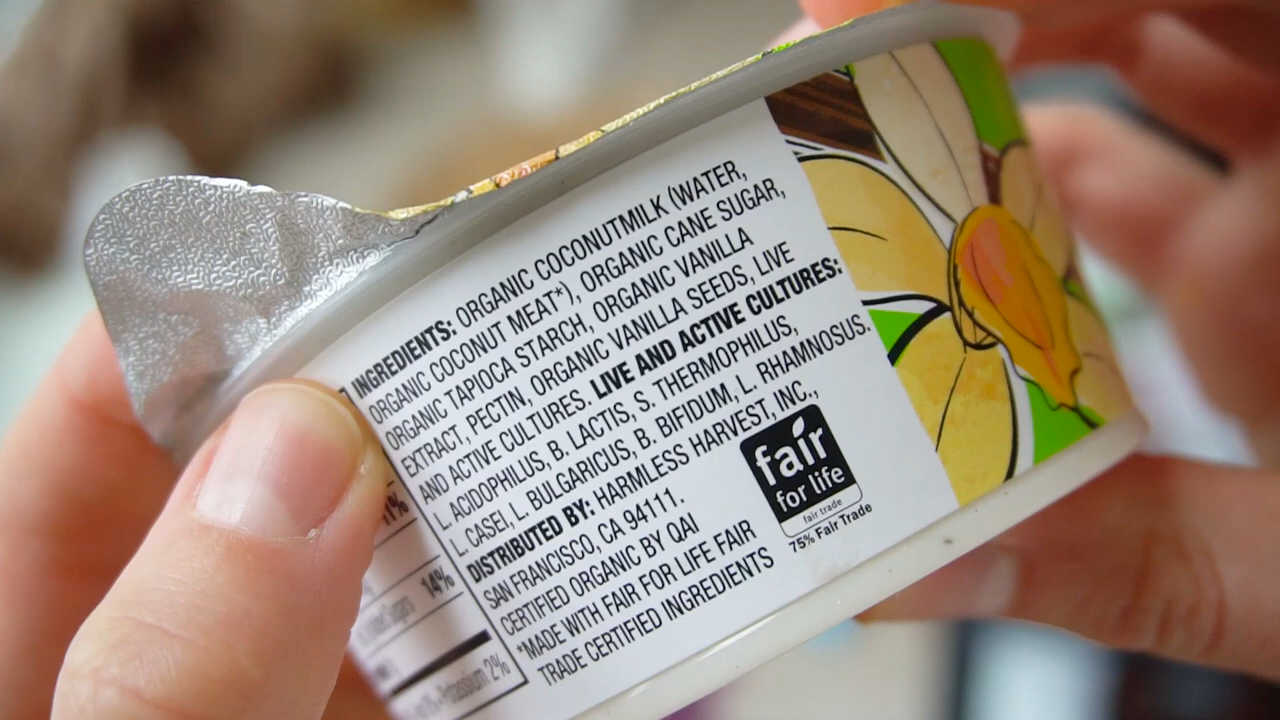 INGREDIENTS: ORGANIC COCONUTMILK (WATER,
ORGANIC COCONUT MEAT*), ORGANIC CANE SUGAR,
ORGANIC TAPIOCA STARCH, ORGANIC VANILLA
EXTRACT, PECTIN, ORGANIC VANILLA SEEDS, LIVE
AND ACTIVE CULTURES. LIVE AND ACTIVE CULTURES:
L. ACIDOPHILUS, B. LACTIS, S. THERMOPHILUS,
L. CASEI, L. BULGARICUS, B. BIFIDUM, L. RHAMNOSUS.
DISTRIBUTED BY: HARMLESS HARVEST, INC.,
SAN FRANCISCO, CA 94111.
CERTIFIED ORGANIC BY QAI
*MADE WITH FAIR FOR LIFE FAIR
TRADE CERTIFIED INGREDIENTS
fair
for life
fair trade
75% Fair Trade
14%
Potassium 2%